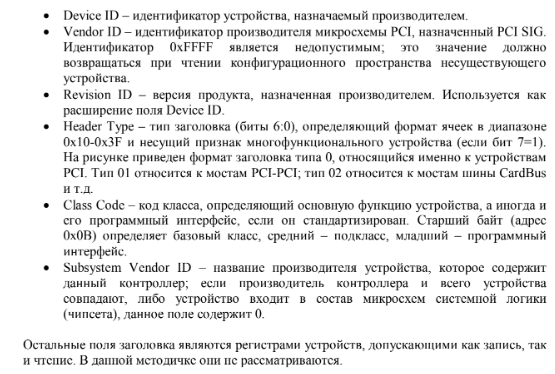 • Device ID – идентификатор устройства, назначаемый производителем.
• Vendor ID – идентификатор производителя микросхемы PCI, назначенный PCI SIG.
Идентификатор 0xFFFF является недопустимым; это значение должно
возвращаться при чтении конфигурационного пространства несуществующего
устройства.
• Revision ID – версия продукта, назначенная производителем. Используется как
расширение поля Device ID.
• Header Type – тип заголовка (биты 6:0), определяющий формат ячеек в диапазоне
0x10-0x3F и несущий признак многофункционального устройства (если бит 7=1).
На рисунке приведен формат заголовка типа 0, относящийся именно к устройствам
PCI. Тип 01 относится к мостам PCI-PCI; тип 02 относится к мостам шины CardBus
и т.д.
• Class Code – код класса, определяющий основную функцию устройства, а иногда и
его программный интерфейс, если он стандартизирован. Старший байт (адрес
0x0B) определяет базовый класс, средний – подкласс, младший – программный
интерфейс.
• Subsystem Vendor ID – название производителя устройства, которое содержит
данный контроллер; если производитель контроллера и всего устройства
совпадают, либо устройство входит в состав микросхем системной логики
(чипсета), данное поле содержит 0.
Остальные поля заголовка являются регистрами устройств, допускающими как запись, так
и чтение. В данной методичке они не рассматриваются.